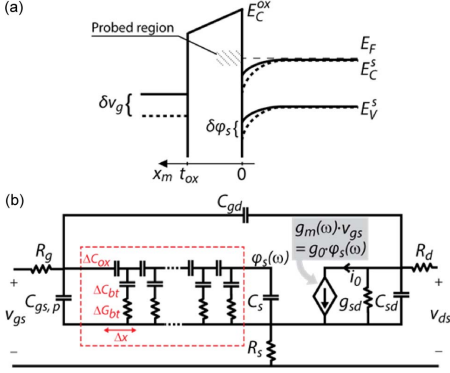 (a)
E_C^ox
Probed region
E_F
E_C^s
δv_g
E_V^s
δφ_s
x_m t_ox 0
(b)
C_gd
g_m(ω)·v_gs
= g_0·φ_s(ω)
R_g
ΔC_ox
φ_s(ω)
R_d
+
i_0
+
ΔC_bt
C_gs,p
C_s
g_sd
C_sd
v_gs
ΔG_bt
v_ds
Δx
R_s
–
–